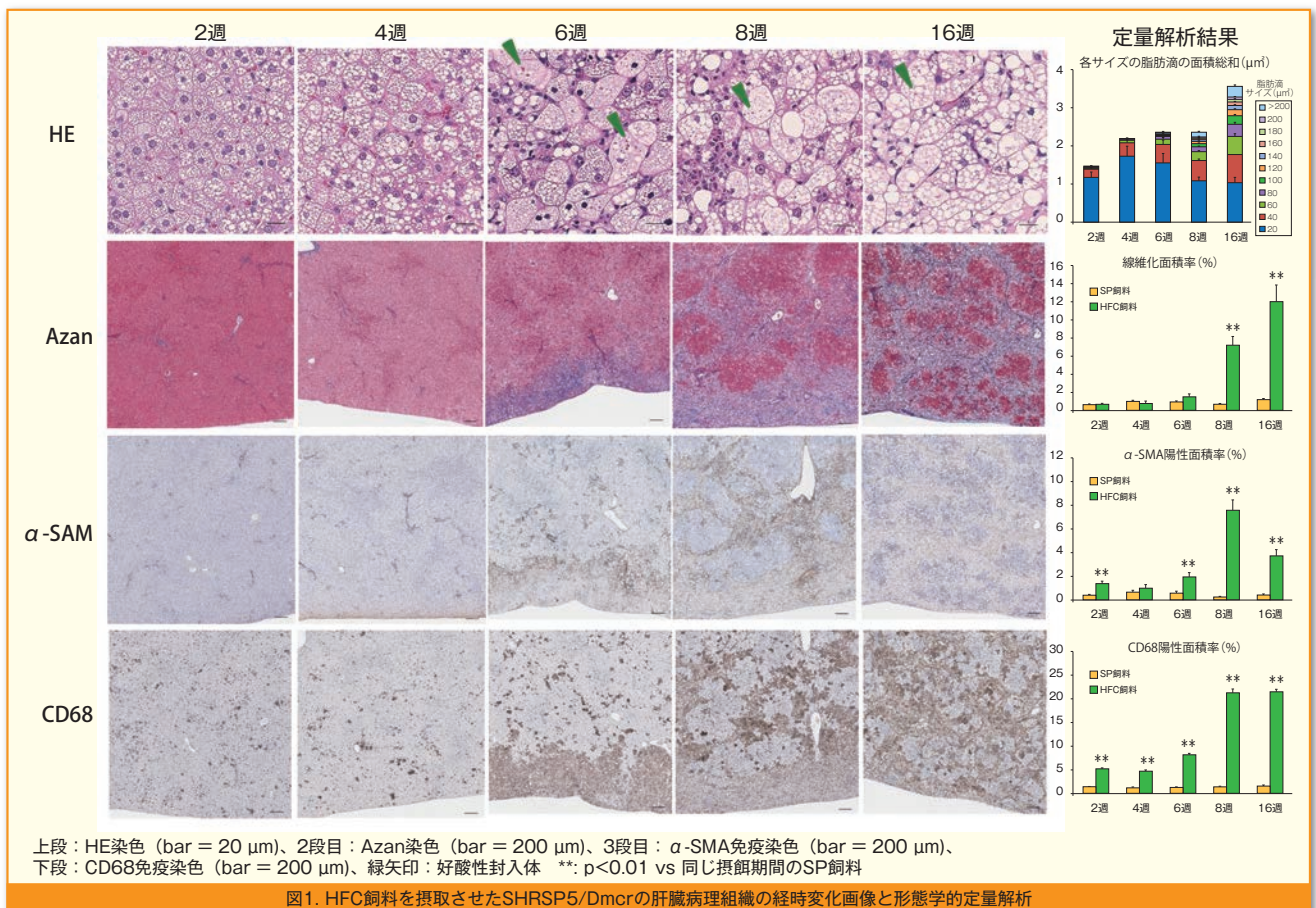 2週 4週 6週 8週 16週
HE
Azan
α-SAM
CD68
定量解析結果
各サイズの脂肪滴の面積総和(μ㎡)
4
3
2
1
0
2週 4週 6週 8週 16週
脂肪滴
サイズ(μ㎡)
>200
200
180
160
140
120
100
80
60
40
20
線維化面積率(%)
16
14
12
10
8
6
4
2
0
SP飼料
HFC飼料
** **
2週 4週 6週 8週 16週
α-SMA陽性面積率(%)
12
10
8
6
4
2
0
SP飼料
HFC飼料
** ** ** **
2週 4週 6週 8週 16週
CD68陽性面積率(%)
30
25
20
15
10
5
0
SP飼料
HFC飼料
** ** ** ** **
2週 4週 6週 8週 16週
上段:HE染色(bar = 20 μm)、2段目:Azan染色(bar = 200 μm)、3段目:α-SMA免疫染色(bar = 200 μm)、
下段:CD68免疫染色(bar = 200 μm)、緑矢印:好酸性封入体 **: p<0.01 vs 同じ摂餌期間のSP飼料
図1. HFC飼料を摂取させたSHRSP5/Dmcrの肝臓病理組織の経時変化画像と形態学的定量解析